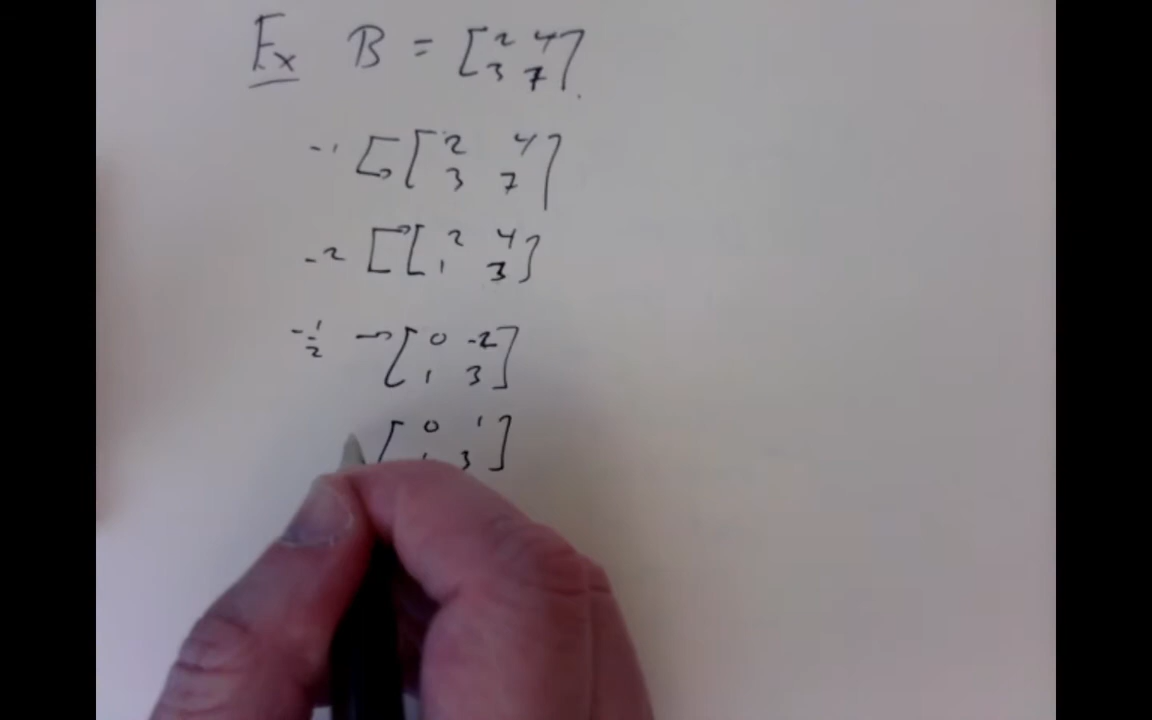 Ex B = [2 4
3 7].
-1 [2 4
3 7]
-2 [2 4
1 3]
-1/2 → [0 -2
1 3]
[0 1
1 3]